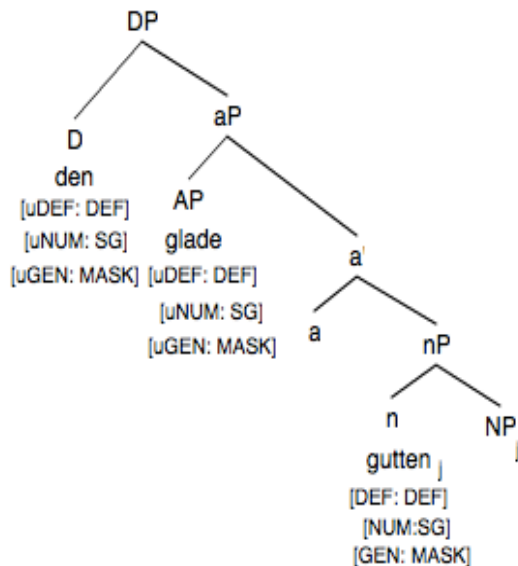 DP
D
aP
den
[uDEF: DEF]
[uNUM: SG]
[uGEN: MASK]
AP
glade
[uDEF: DEF]
[uNUM: SG]
[uGEN: MASK]
a'
a
nP
n
NP j
gutten j
[DEF: DEF]
[NUM:SG]
[GEN: MASK]